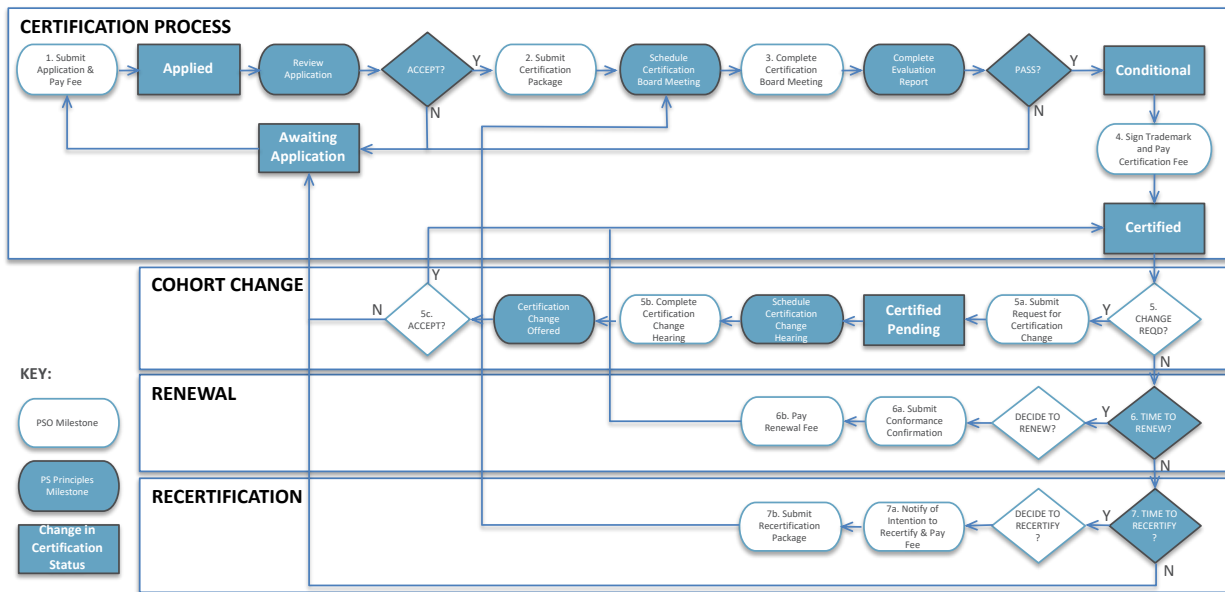 CERTIFICATION PROCESS
1. Submit
Application &
Pay Fee
Applied
Review
Application
ACCEPT?
Y
N
2. Submit
Certification
Package
Schedule
Certification
Board Meeting
3. Complete
Certification
Board Meeting
Complete
Evaluation
Report
PASS?
Y
N
Conditional
Awaiting
Application
4. Sign Trademark
and Pay
Certification Fee
Certified
COHORT CHANGE
Y
N
5c.
ACCEPT?
Certification
Change
Offered
5b. Complete
Certification
Change
Hearing
Schedule
Certification
Change
Hearing
Certified
Pending
5a. Submit
Request for
Certification
Change
Y
5.
CHANGE
REQD?
N
KEY:
PSO Milestone
PS Principles
Milestone
Change in
Certification
Status
RENEWAL
6b. Pay
Renewal Fee
6a. Submit
Conformance
Confirmation
DECIDE TO
RENEW?
Y
6. TIME TO
RENEW?
N
RECERTIFICATION
7b. Submit
Recertification
Package
7a. Notify of
Intention to
Recertify & Pay
Fee
DECIDE TO
RECERTIFY
?
Y
7. TIME TO
RECERTIFY
?
N